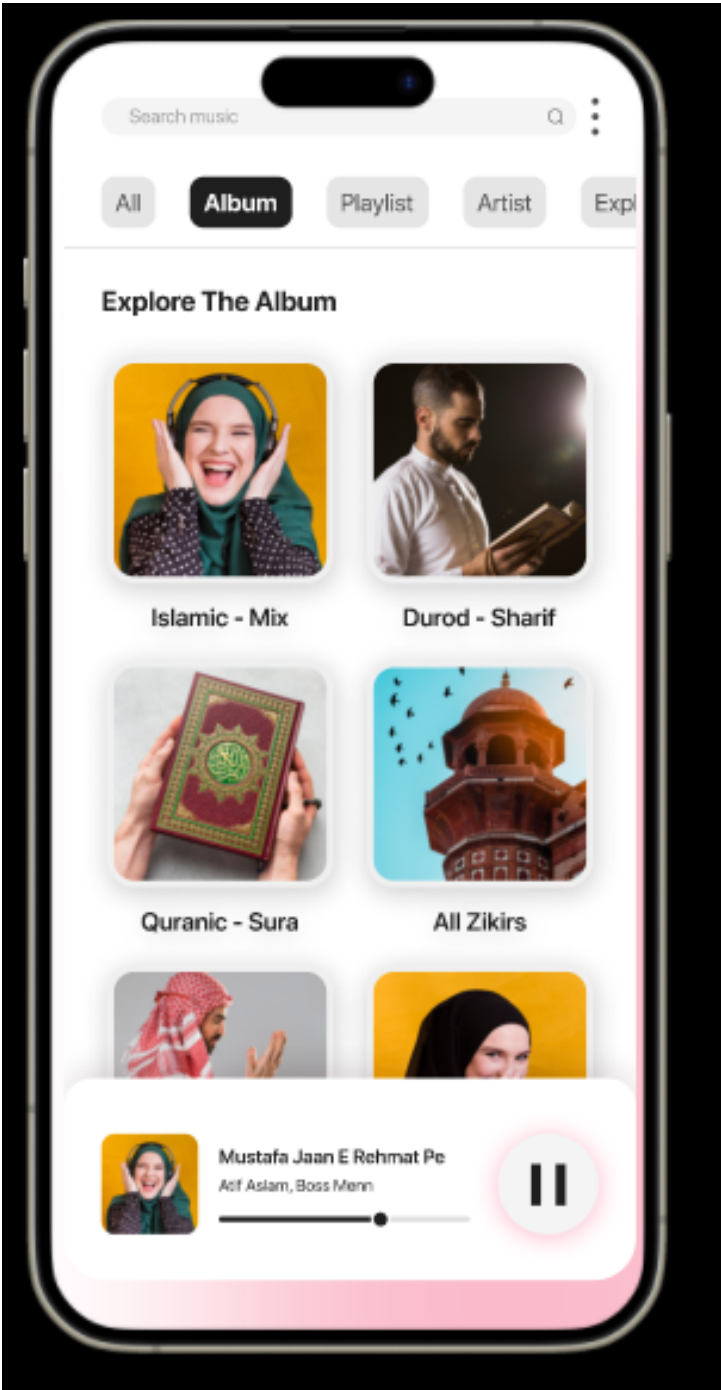 Search music
All Album Playlist Artist Expl
Explore The Album
Islamic - Mix Durod - Sharif
Quranic - Sura All Zikirs
Mustafa Jaan E Rehmat Pe
Atif Aslam, Boss Menn